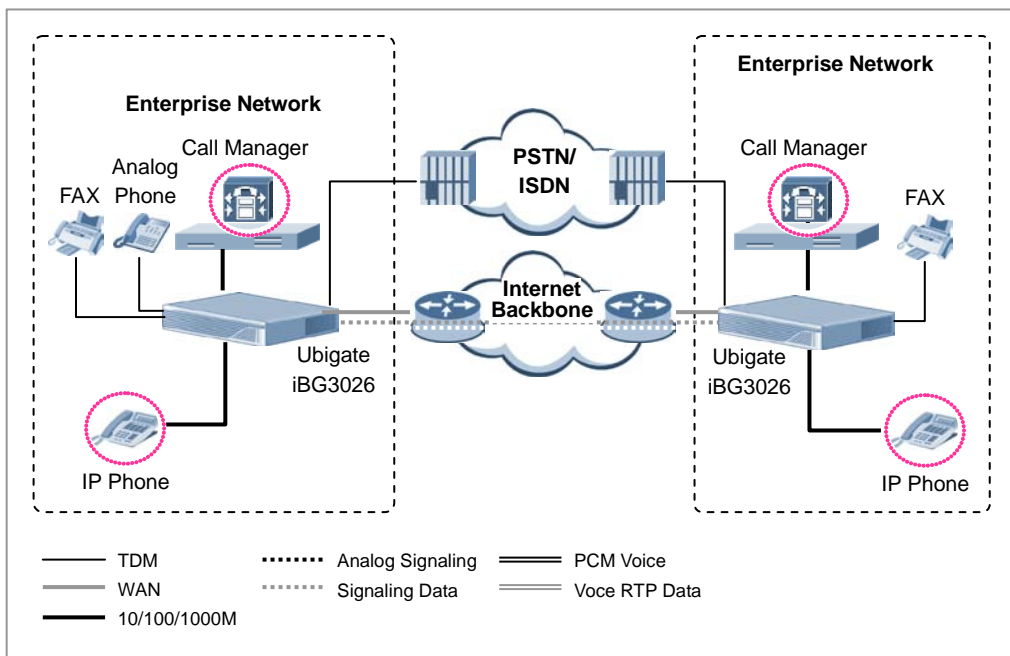 Enterprise Network
Enterprise Network
Call Manager
Analog
Phone
FAX
PSTN/
ISDN
Call Manager
FAX
Internet
Backbone
Ubigate
iBG3026
Ubigate
iBG3026
IP Phone
IP Phone
TDM
Analog Signaling
PCM Voice
WAN
Signaling Data
Voce RTP Data
10/100/1000M